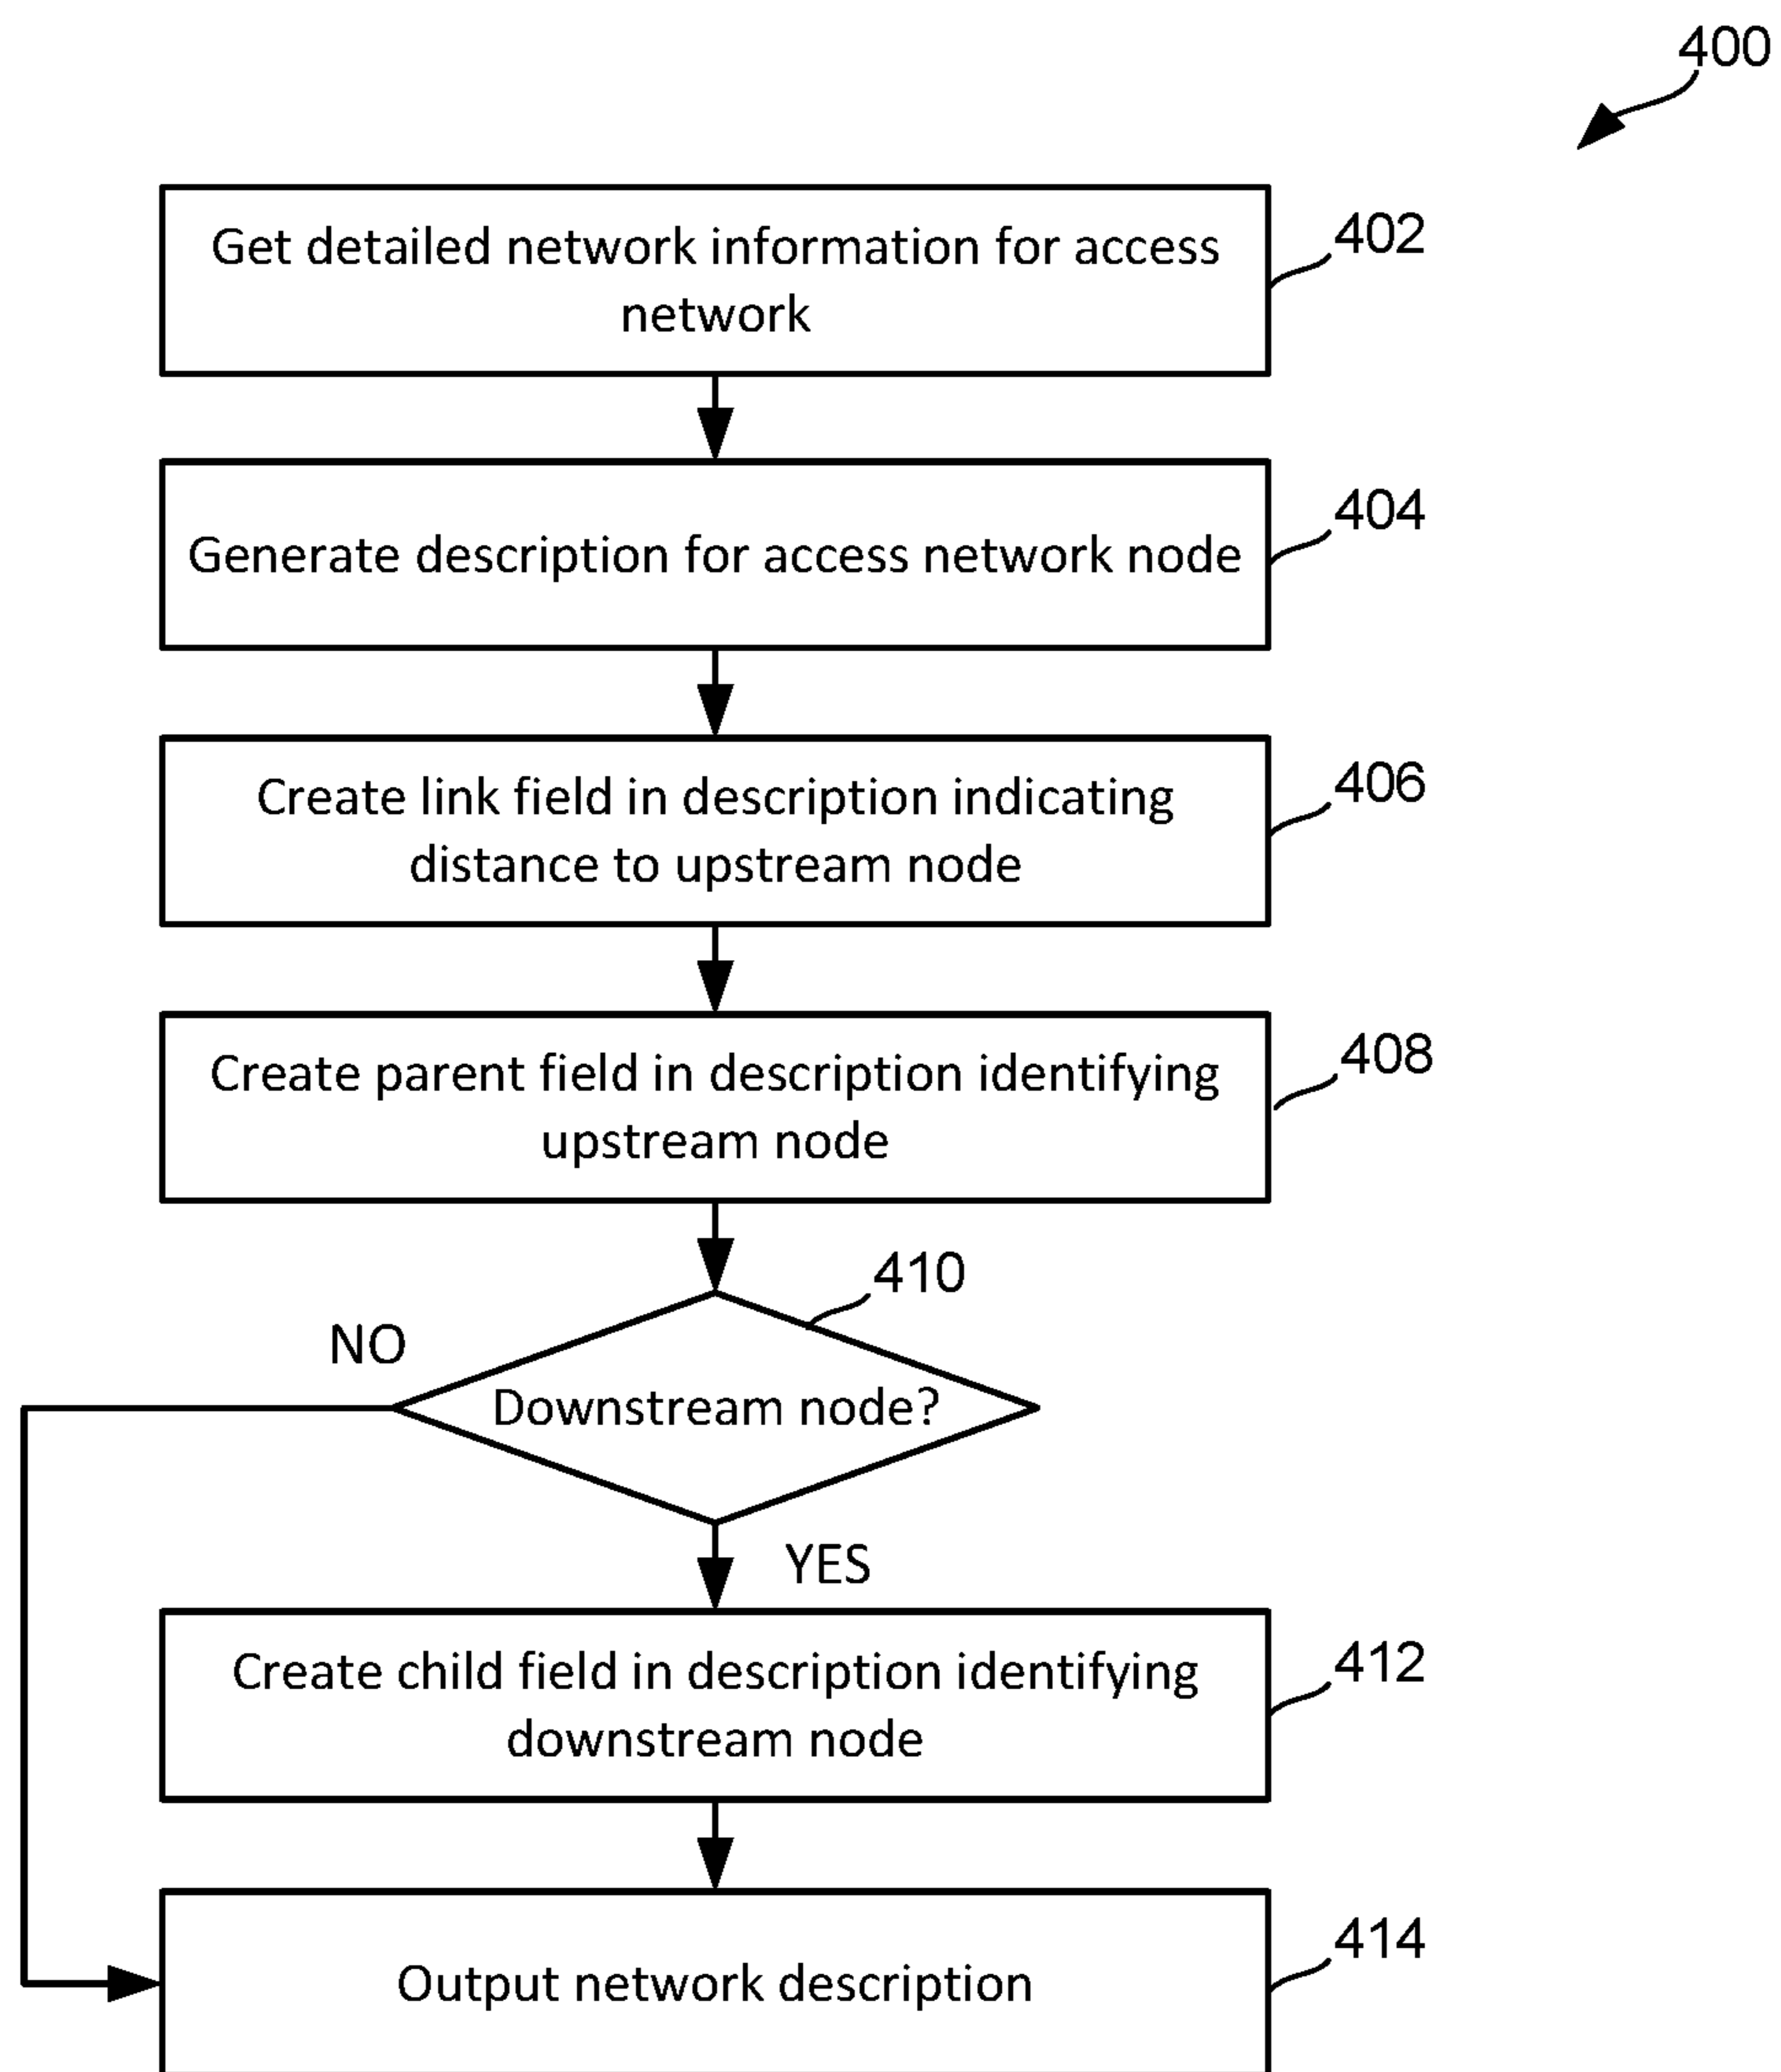 400
Get detailed network information for access
network
402
Generate description for access network node
404
Create link field in description indicating
distance to upstream node
406
Create parent field in description identifying
upstream node
408
410
NO
Downstream node?
YES
Create child field in description identifying
downstream node
412
Output network description
414